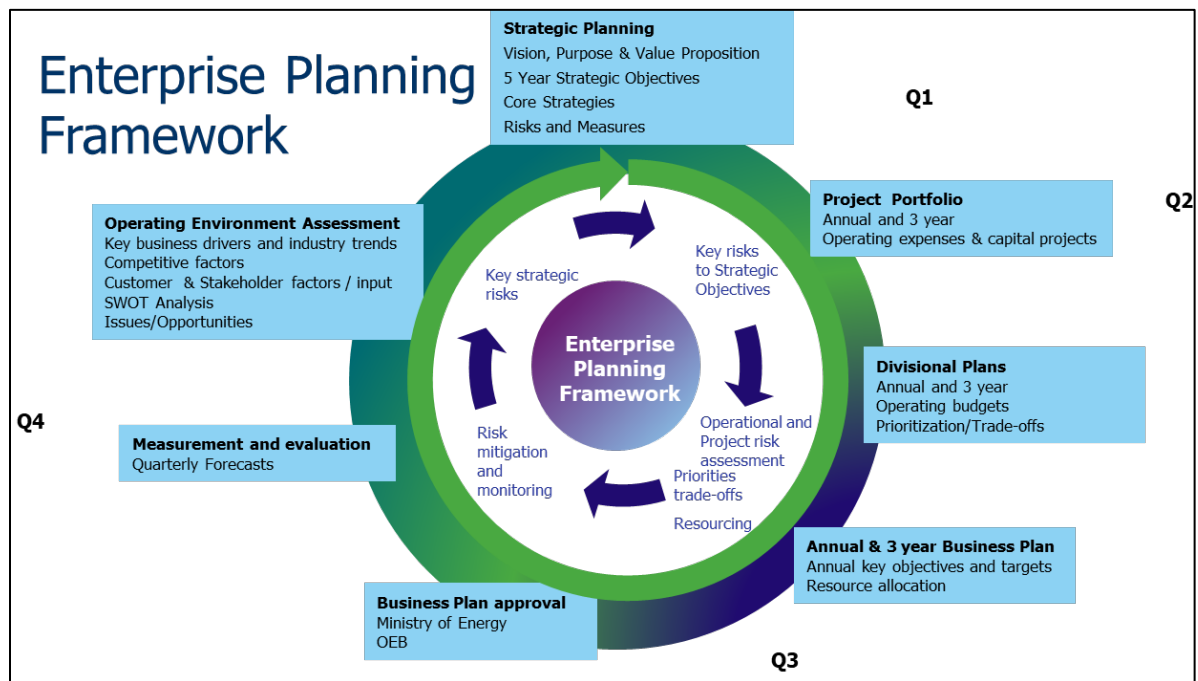 Enterprise Planning
Framework
Strategic Planning
Vision, Purpose & Value Proposition
5 Year Strategic Objectives
Core Strategies
Risks and Measures
Q1
Project Portfolio
Annual and 3 year
Operating expenses & capital projects
Q2
Operating Environment Assessment
Key business drivers and industry trends
Competitive factors
Customer & Stakeholder factors / input
SWOT Analysis
Issues/Opportunities
Key strategic
risks
Key risks
to Strategic
Objectives
Enterprise
Planning
Framework
Divisional Plans
Annual and 3 year
Operating budgets
Prioritization/Trade-offs
Q4
Measurement and evaluation
Quarterly Forecasts
Risk
mitigation
and
monitoring
Operational and
Project risk
assessment
Priorities
trade-offs
Resourcing
Annual & 3 year Business Plan
Annual key objectives and targets
Resource allocation
Business Plan approval
Ministry of Energy
OEB
Q3